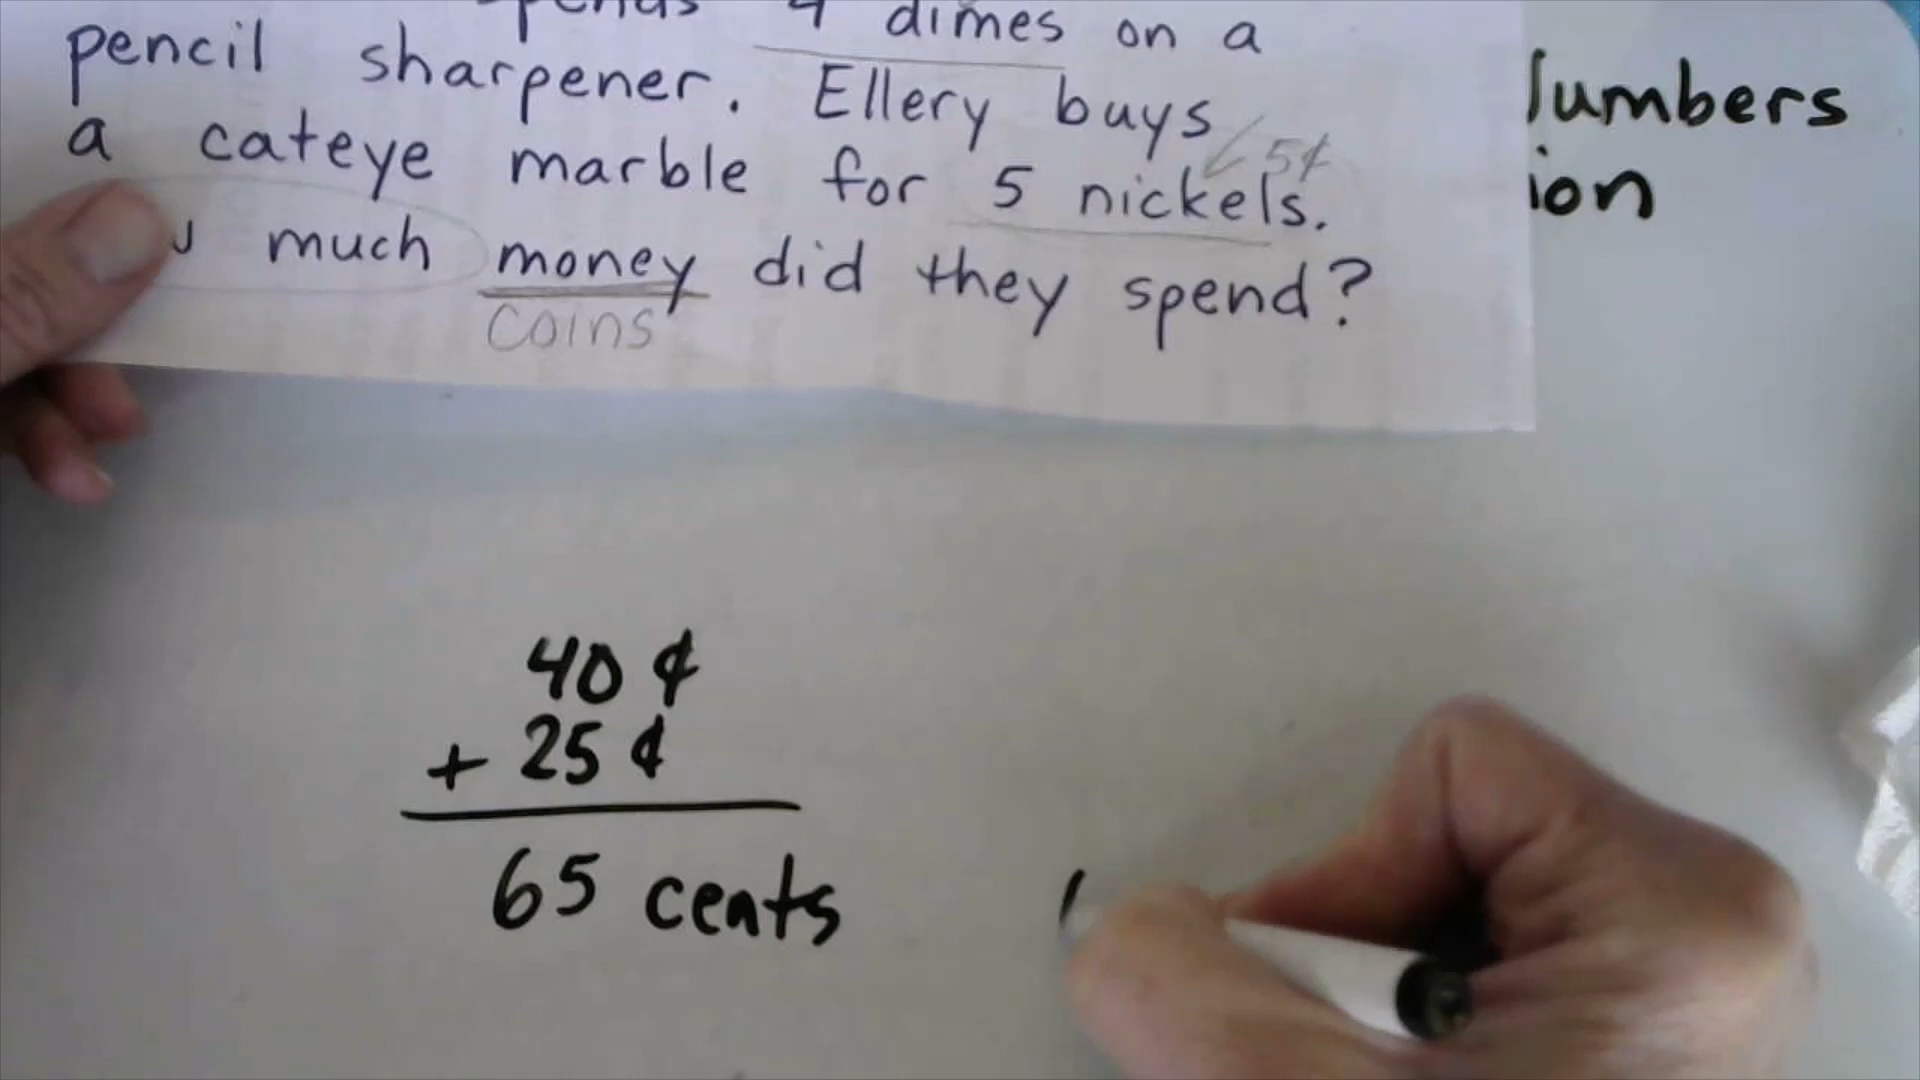 4 dimes on a
pencil sharpener. Ellery buys
5¢
a cateye marble for 5 nickels.
much money did they spend?
coins
umbers
ion
40 ¢
+ 25 ¢
65 cents